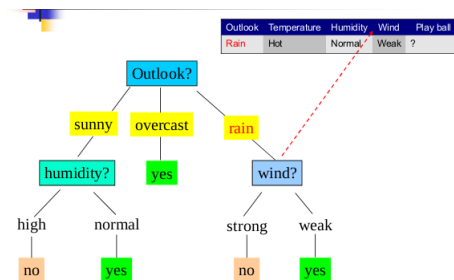 Outlook Temperature Humidity Wind Play ball
Rain Hot Normal Weak ?
Outlook?
sunny overcast rain
humidity? yes wind?
high normal strong weak
no yes no yes